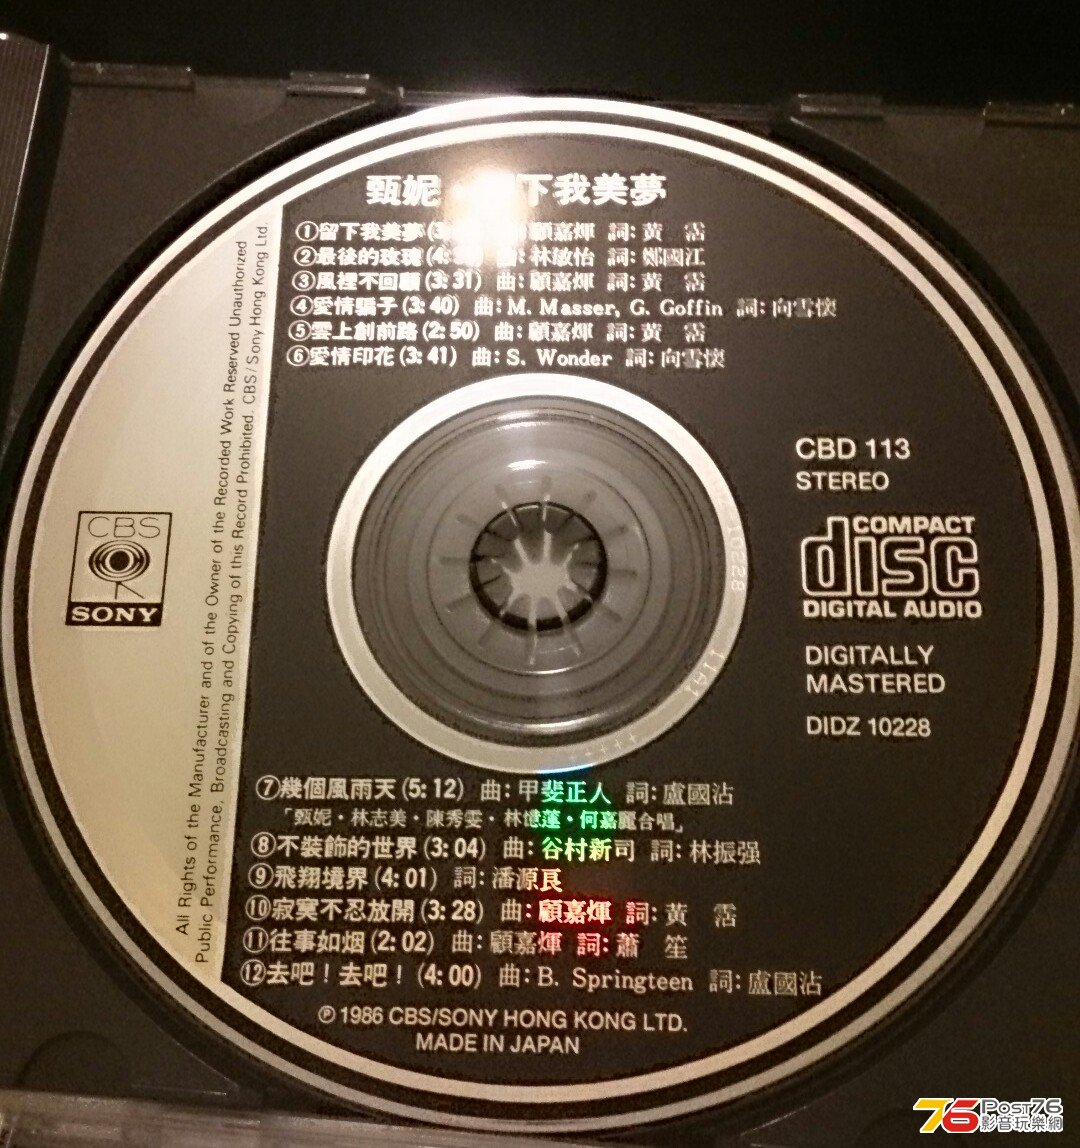 甄妮 下我美夢
①留下我美夢(3: 顧嘉煇 詞:黃 霑
②最後的玫瑰(4: 曲:林敏怡 詞:鄭國江
③風裡不回顧(3:31) 曲:顧嘉煇 詞:黃 霑
④愛情騙子(3:40) 曲:M. Masser, G. Goffin 詞:向雪懷
⑤雲上創前路(2:50) 曲:顧嘉煇 詞:黃 霑
⑥愛情印花(3:41) 曲:S. Wonder 詞:向雪懷
CBD 113
STEREO
COMPACT
disc
DIGITAL AUDIO
DIGITALLY
MASTERED
DIDZ 10228
CBS
SONY
All Rights of the Manufacturer and of the Owner of the Recorded Work Reserved Unauthorized
Public Performance, Broadcasting and Copying of this Record Prohibited. CBS/Sony Hong Kong Ltd.
10228
11A1
++++
⑦幾個風雨天(5:12) 曲:甲斐正人 詞:盧國沾
「甄妮・林志美・陳秀雯・林憶蓮・何嘉麗合唱」
⑧不裝飾的世界(3:04) 曲:谷村新司 詞:林振强
⑨飛翔境界(4:01) 詞:潘源良
⑩寂寞不忍放開(3:28) 曲:顧嘉煇 詞:黃 霑
⑪往事如烟(2:02) 曲:顧嘉煇 詞:蕭 笙
⑫去吧!去吧!(4:00) 曲:B. Springteen 詞:盧國沾
℗1986 CBS/SONY HONG KONG LTD.
MADE IN JAPAN
76 Post76
影音玩樂網